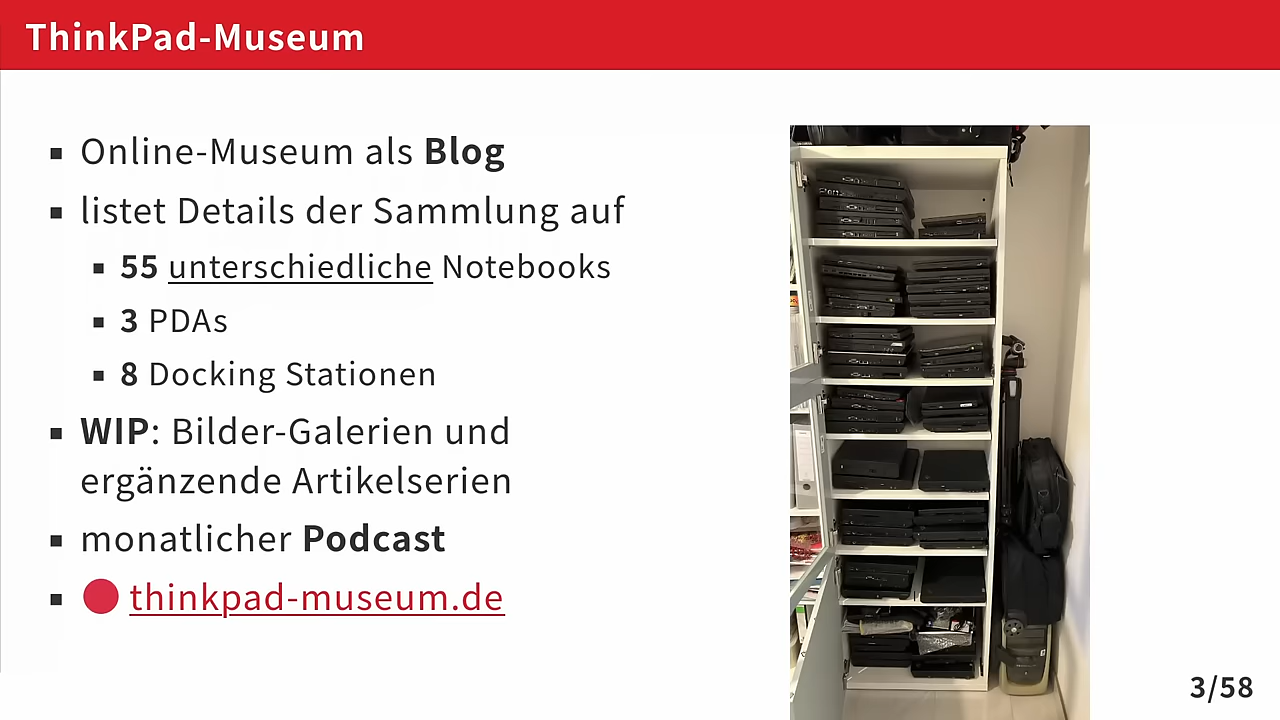 ThinkPad-Museum
Online-Museum als Blog
listet Details der Sammlung auf
55 unterschiedliche Notebooks
3 PDAs
8 Docking Stationen
WIP: Bilder-Galerien und
ergänzende Artikelserien
monatlicher Podcast
thinkpad-museum.de
3/58